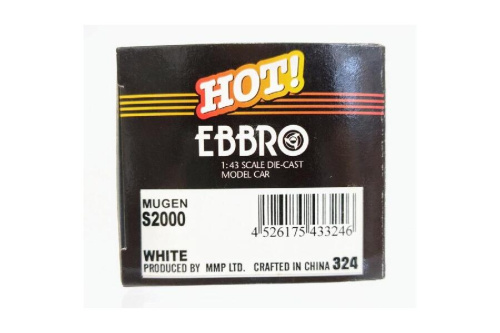 HOT!
EBBRO
1:43 SCALE DIE-CAST
MODEL CAR
MUGEN
S2000
4 526175 433246
WHITE
PRODUCED BY MMP LTD. CRAFTED IN CHINA 324